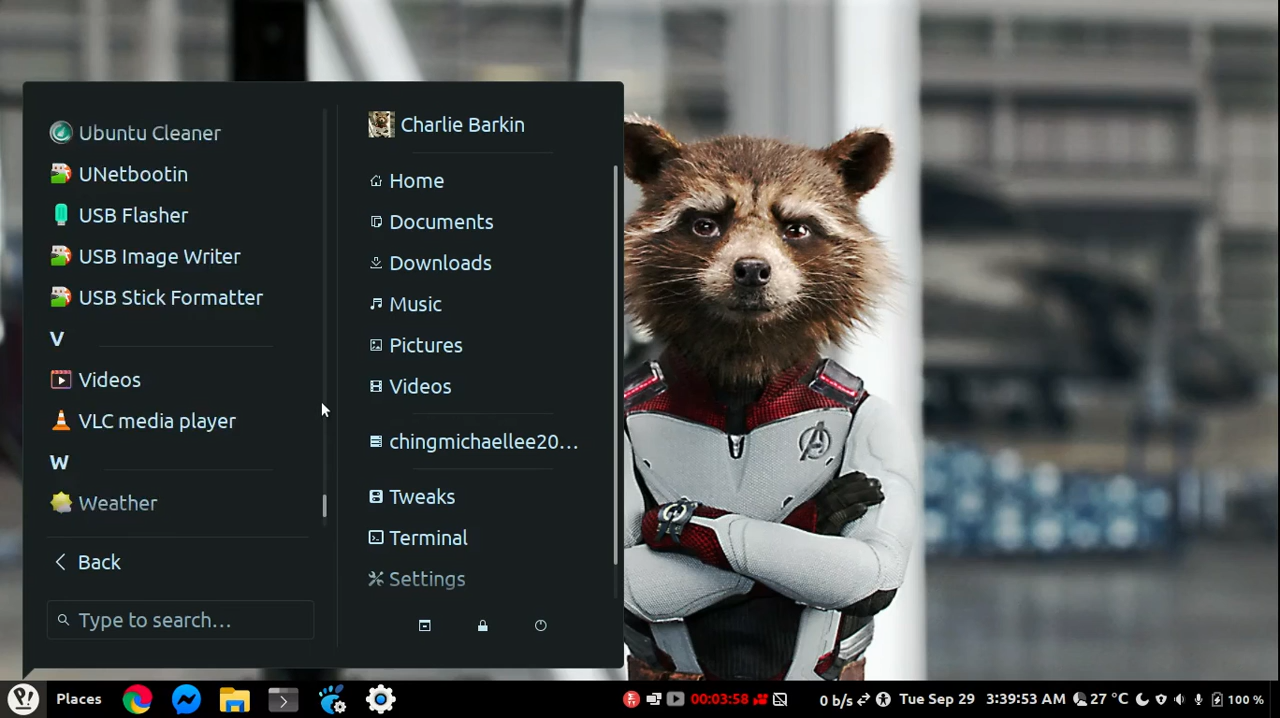 Ubuntu Cleaner
UNetbootin
USB Flasher
USB Image Writer
USB Stick Formatter
V
Videos
VLC media player
W
Weather
Back
Type to search...
Charlie Barkin
Home
Documents
Downloads
Music
Pictures
Videos
chingmichaellee20...
Tweaks
Terminal
Settings
Places 00:03:58 0 b/s Tue Sep 29 3:39:53 AM 27 °C 100 %